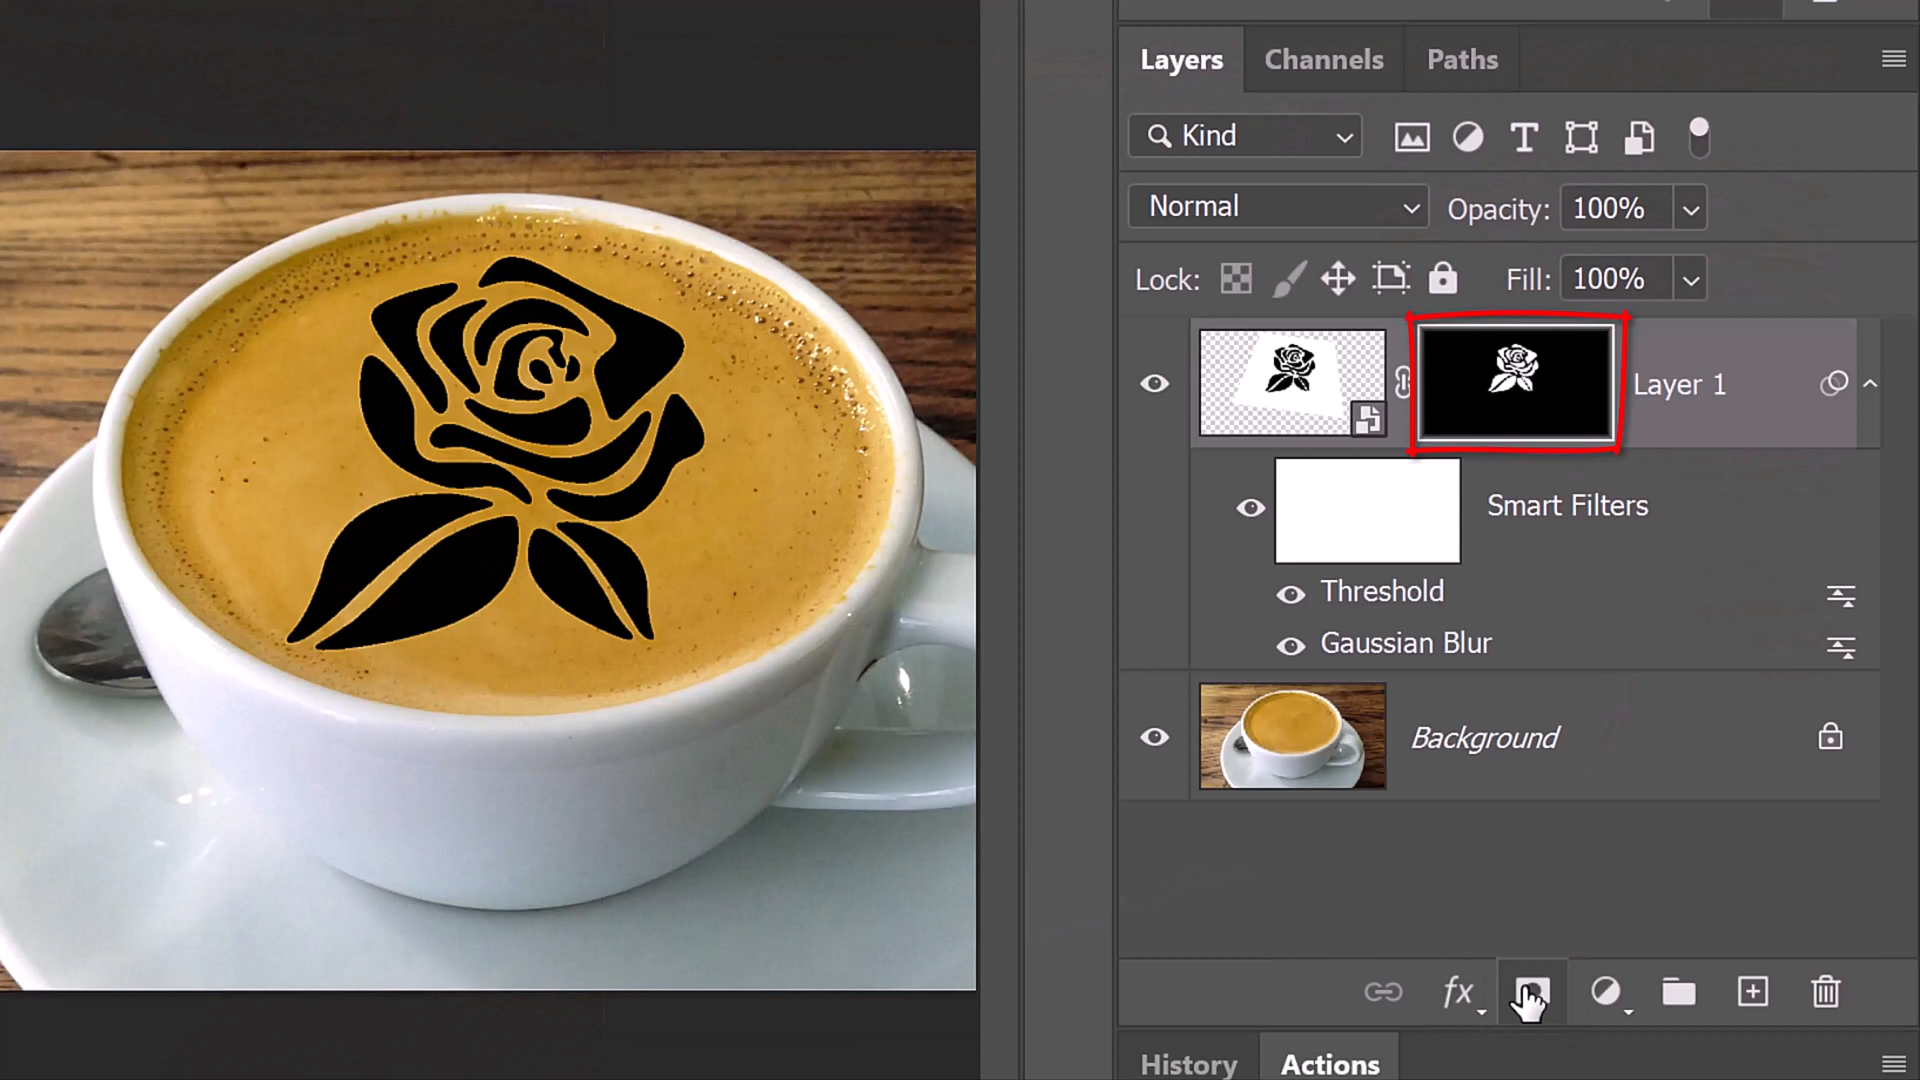 Layers Channels Paths
Kind
Normal Opacity: 100%
Lock: Fill: 100%
Layer 1
Smart Filters
Threshold
Gaussian Blur
Background
fx
History Actions